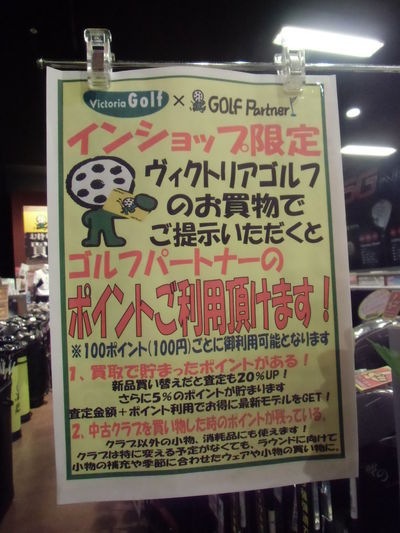 Victoria Golf × GOLF Partner
インショップ限定
ヴィクトリアゴルフ
のお買物で
ご提示いただくと
ゴルフパートナーの
ポイントご利用頂けます！
※100ポイント(100円)ごとに御利用可能となります
1、買取で貯まったポイントがある！
新品買い替えだと査定も20%UP！
さらに5%のポイントが貯まります
査定金額＋ポイント利用でお得に最新モデルをGET！
2、中古クラブを買い物した時のポイントが残っている。
クラブ以外の小物、消耗品にも使えます！
クラブは特に変える予定がなくても、ラウンドに向けて
小物の補充や季節に合わせたウェアや小物の買い物に。